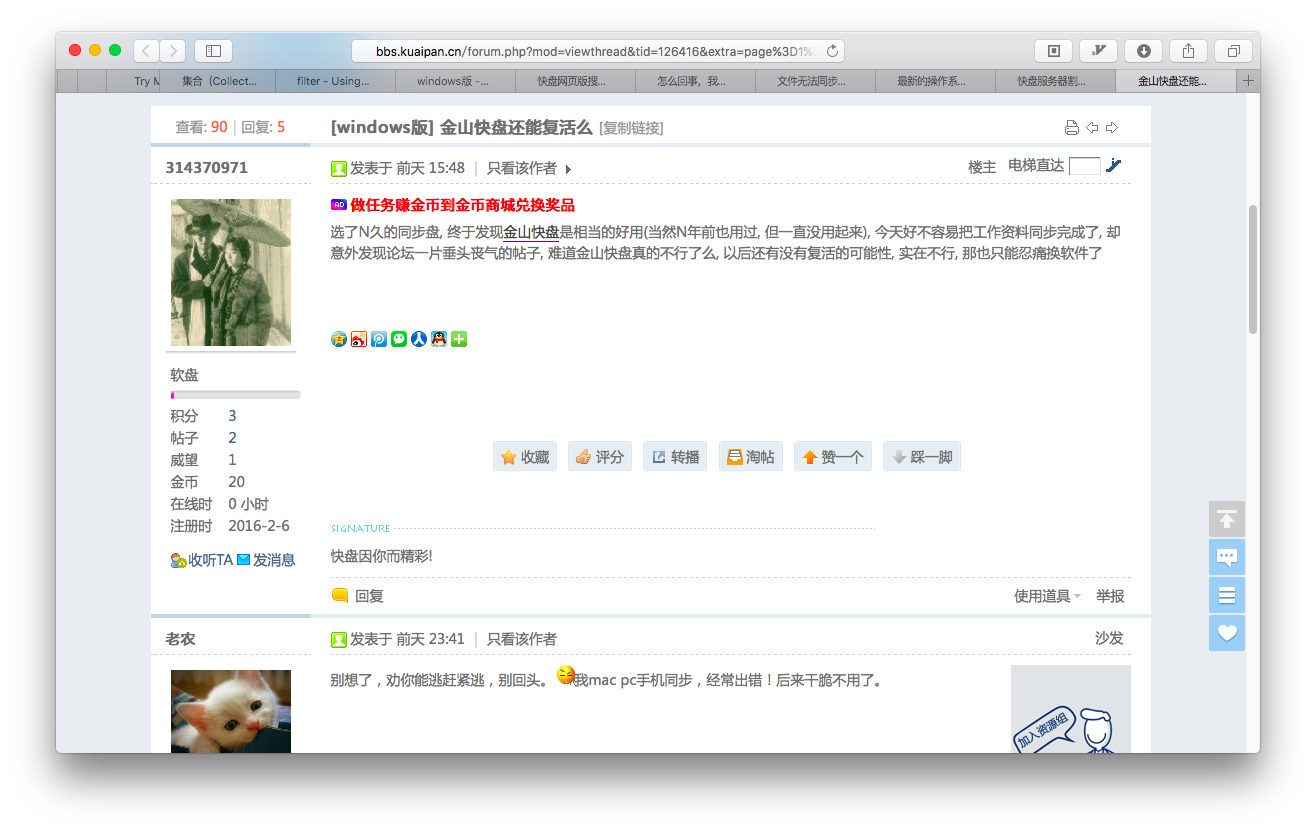 bbs.kuaipan.cn/forum.php?mod=viewthread&tid=126416&extra=page%3D1%
Try M 集合（Collect... filter - Using... windows版 -... 快盘网页版搜... 怎么回事，我... 文件无法同步... 最新的操作系... 快盘服务器割... 金山快盘还能...
查看: 90 | 回复: 5
[windows版] 金山快盘还能复活么 [复制链接]
314370971
发表于 前天 15:48 | 只看该作者
楼主 电梯直达
AD 做任务赚金币到金币商城兑换奖品
选了N久的同步盘, 终于发现金山快盘是相当的好用(当然N年前也用过, 但一直没用起来), 今天好不容易把工作资料同步完成了, 却
意外发现论坛一片垂头丧气的帖子, 难道金山快盘真的不行了么, 以后还有没有复活的可能性, 实在不行, 那也只能忍痛换软件了
软盘
积分 3
帖子 2
威望 1
金币 20
在线时 0 小时
注册时 2016-2-6
收听TA 发消息
收藏 评分 转播 淘帖 赞一个 踩一脚
SIGNATURE
快盘因你而精彩!
回复
使用道具 举报
老农
发表于 前天 23:41 | 只看该作者
沙发
别想了，劝你能逃赶紧逃，别回头。 我mac pc手机同步，经常出错！后来干脆不用了。
加入资源组